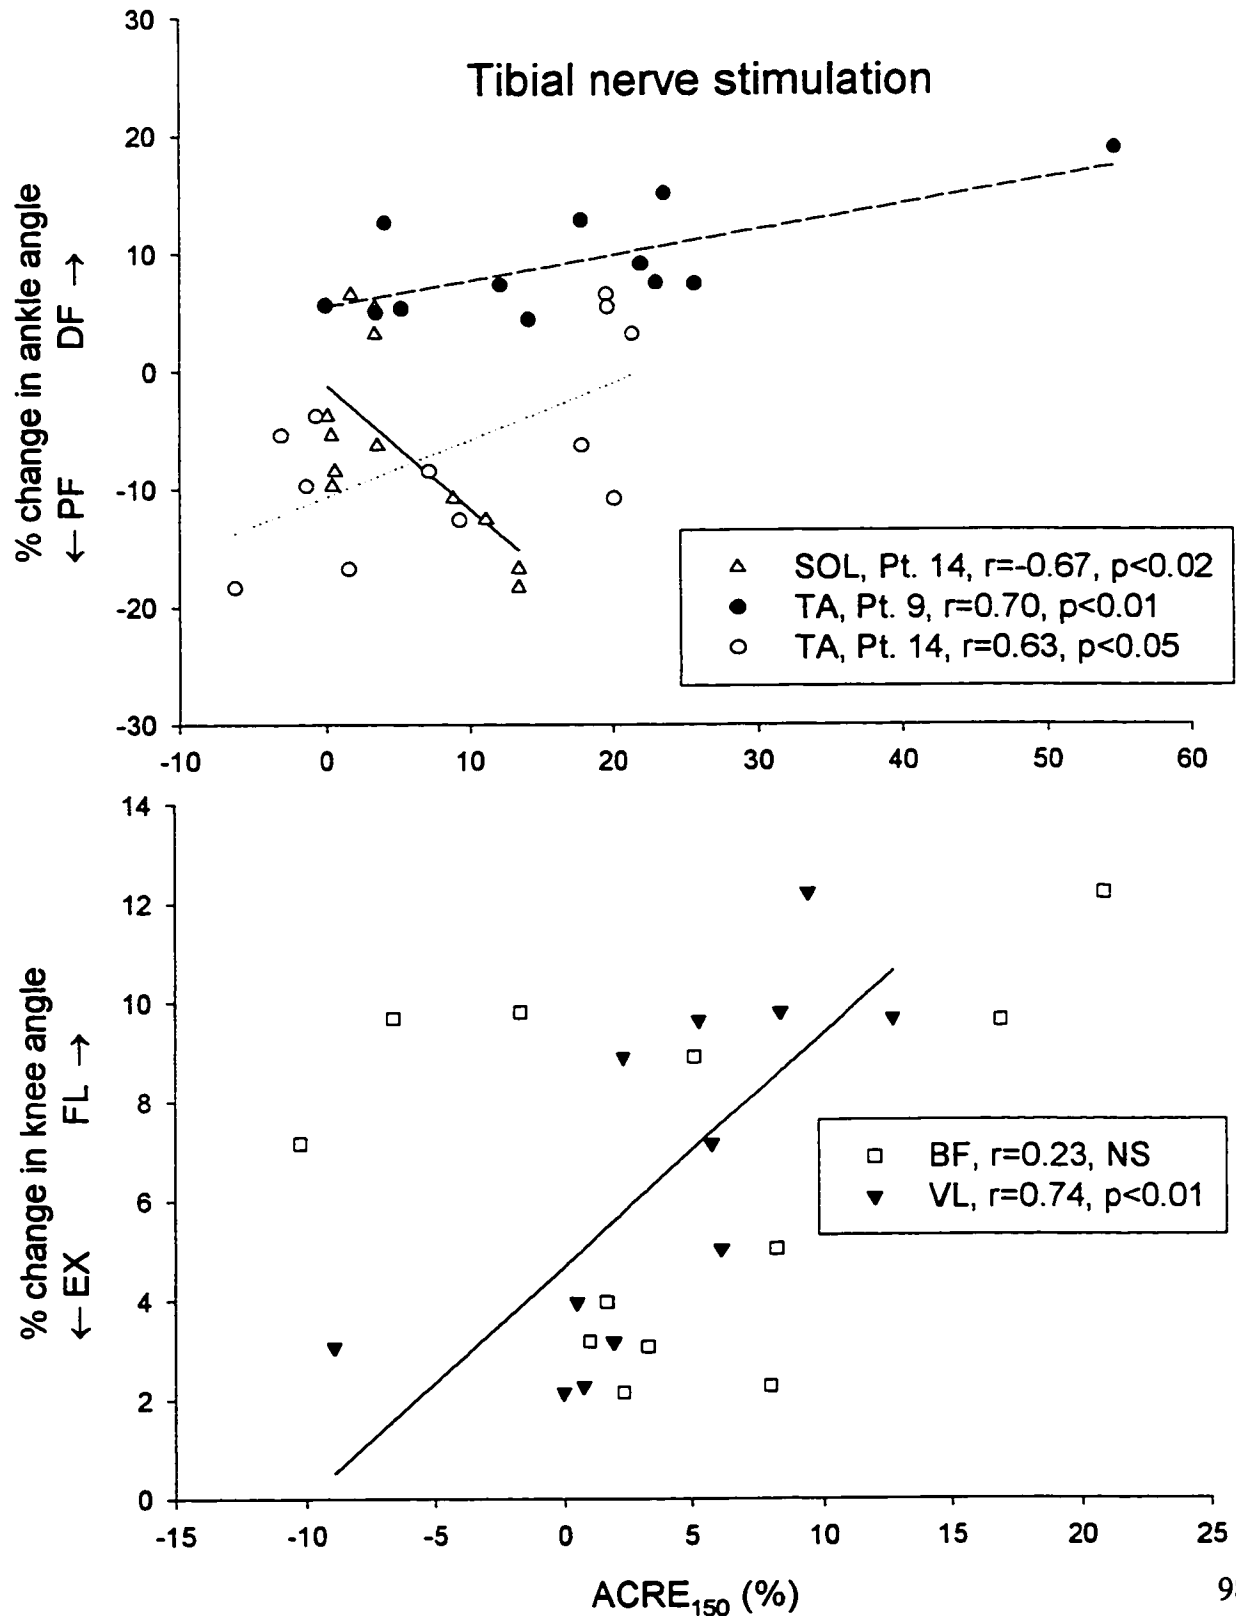 Tibial nerve stimulation
% change in ankle angle
← PF DF →
30
20
10
0
-10
-20
-30
△ SOL, Pt. 14, r=-0.67, p<0.02
● TA, Pt. 9, r=0.70, p<0.01
○ TA, Pt. 14, r=0.63, p<0.05
-10 0 10 20 30 40 50 60
% change in knee angle
← EX FL →
14
12
10
8
6
4
2
0
□ BF, r=0.23, NS
▼ VL, r=0.74, p<0.01
-15 -10 -5 0 5 10 15 20 25
ACRE₁₅₀ (%)